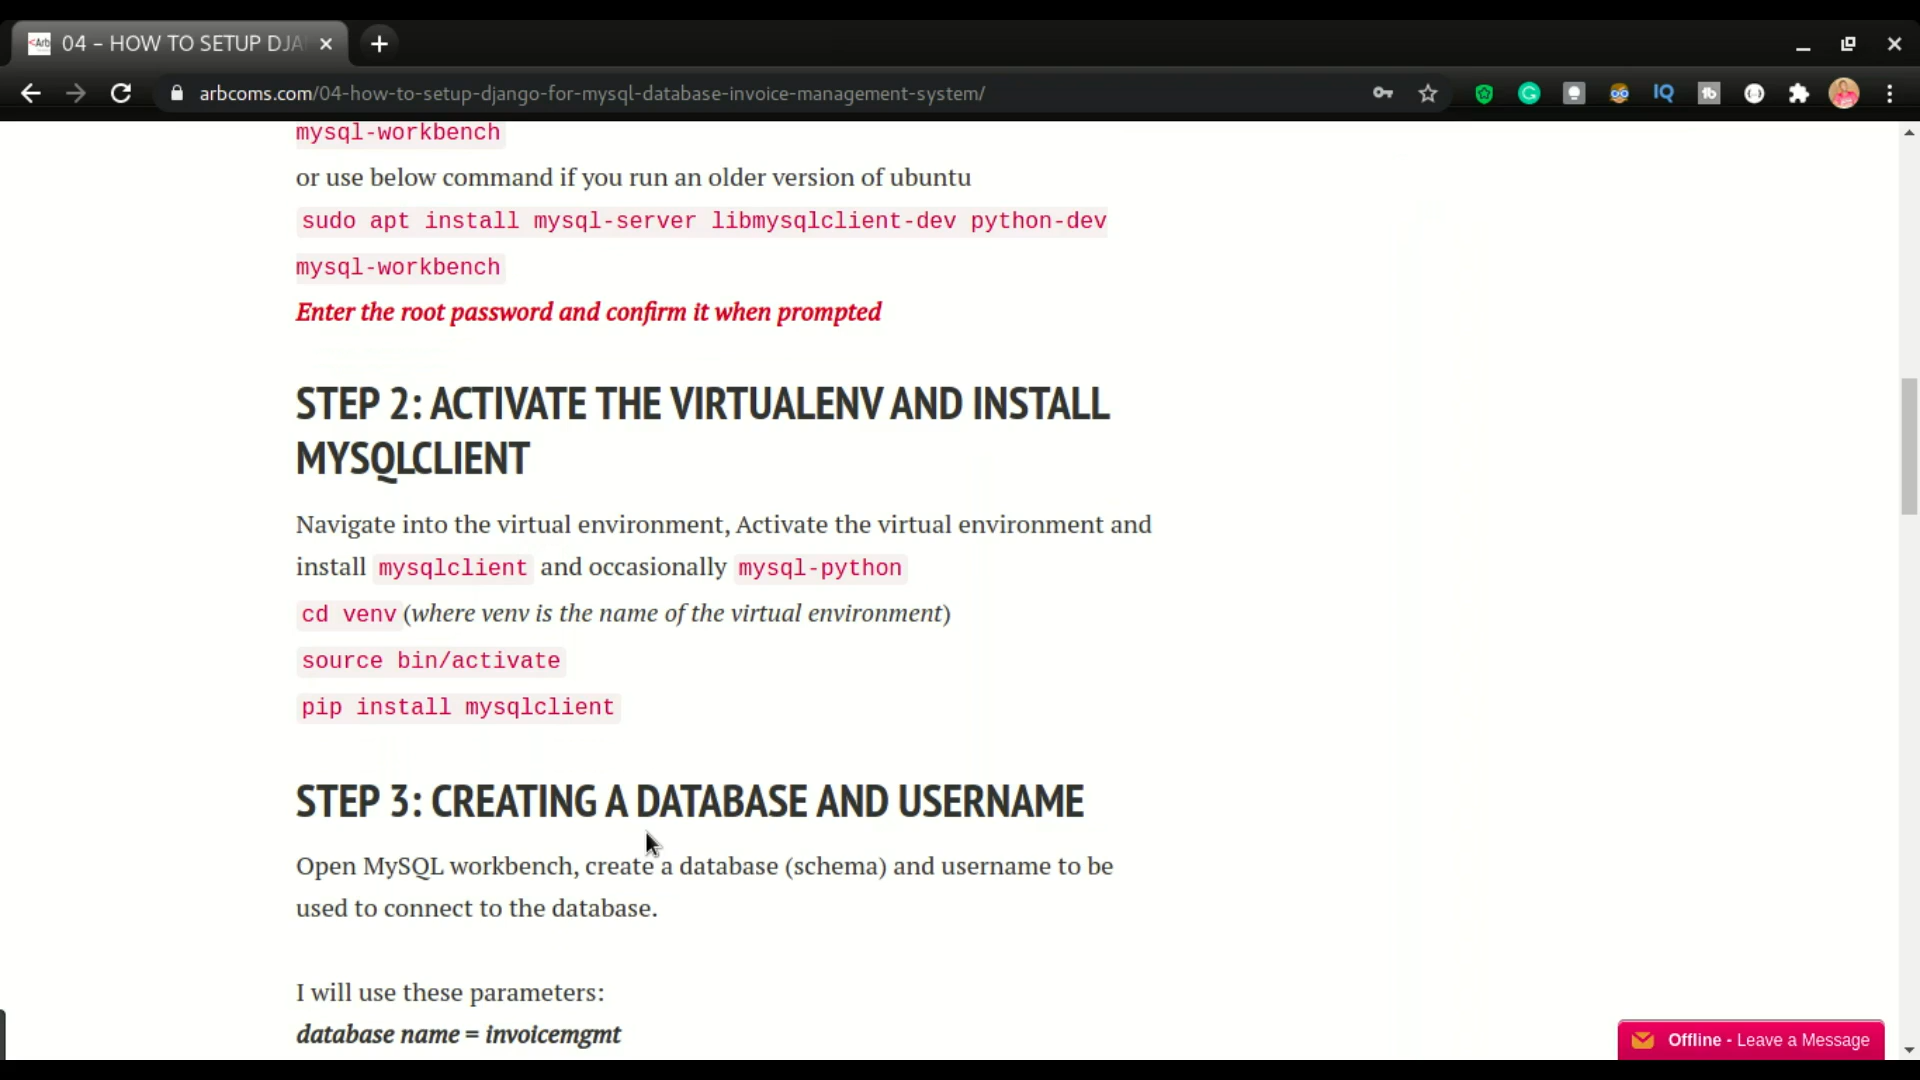 04 – HOW TO SETUP DJA
arbcoms.com/04-how-to-setup-django-for-mysql-database-invoice-management-system/
mysql-workbench
or use below command if you run an older version of ubuntu
sudo apt install mysql-server libmysqlclient-dev python-dev
mysql-workbench
Enter the root password and confirm it when prompted
STEP 2: ACTIVATE THE VIRTUALENV AND INSTALL
MYSQLCLIENT
Navigate into the virtual environment, Activate the virtual environment and
install mysqlclient and occasionally mysql-python
cd venv (where venv is the name of the virtual environment)
source bin/activate
pip install mysqlclient
STEP 3: CREATING A DATABASE AND USERNAME
Open MySQL workbench, create a database (schema) and username to be
used to connect to the database.
I will use these parameters:
database name = invoicemgmt
Offline - Leave a Message